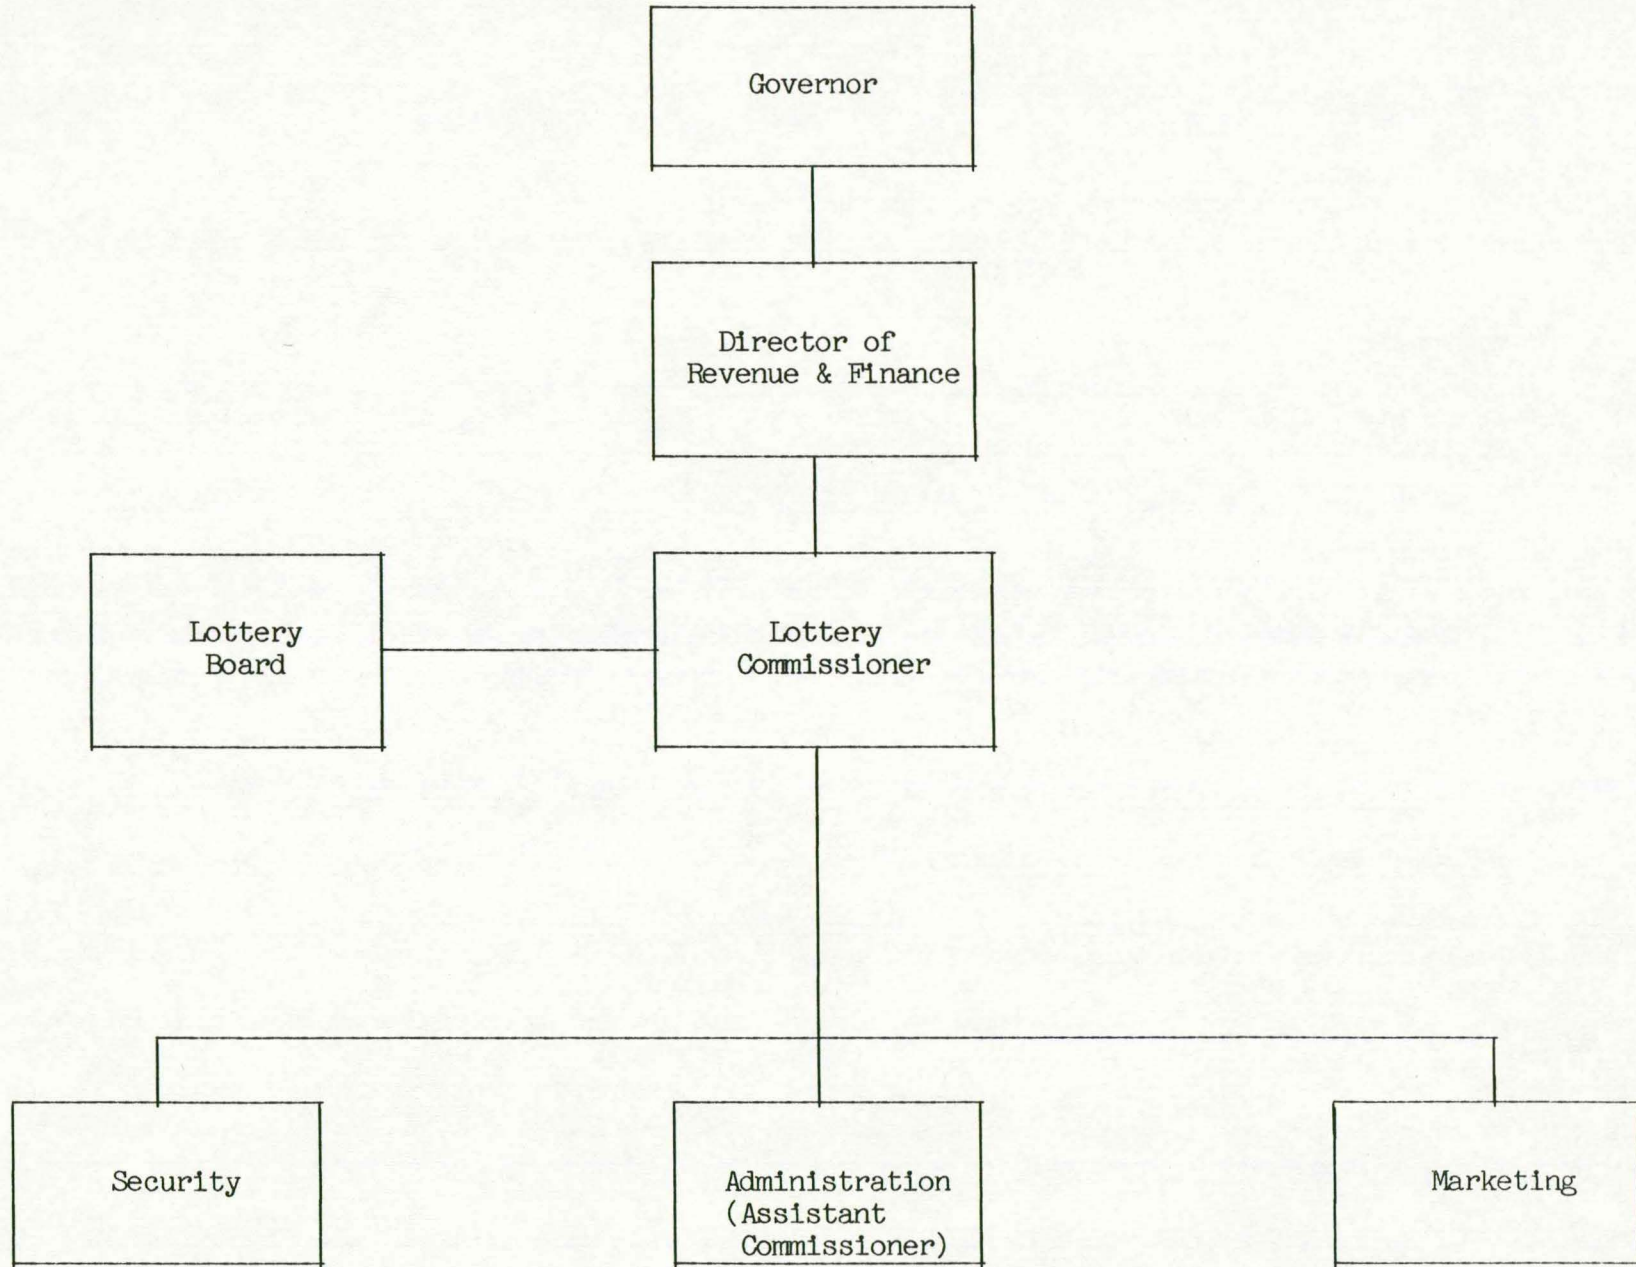 Governor
Director of
Revenue & Finance
Lottery
Board
Lottery
Commissioner
Security
Administration
(Assistant
Commissioner)
Marketing